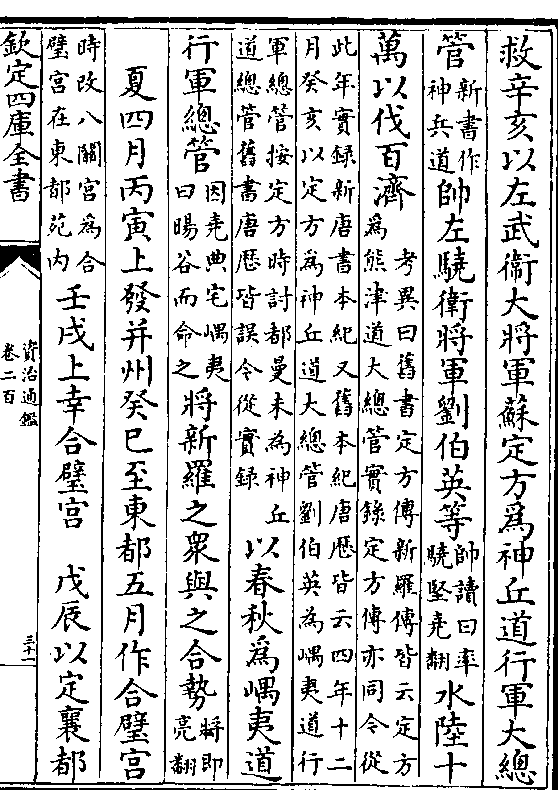 救辛亥以左武衛大將軍蘇定方爲神丘道行軍大總
管新書作神兵道帥左驍衛將軍劉伯英等帥讀曰率驍堅堯翻水陸十
萬以伐百濟考異曰舊書定方傳新羅傳皆云定方為熊津道大總管實録定方傳亦同今從
此年實録新唐書本紀又舊本紀唐歴皆云四年十二月癸亥以定方為神丘道大總管劉伯英為嵎夷道行
軍總管按定方時討都曼未為神丘道總管舊書唐歴皆誤今從實録以春秋爲嵎夷道
行軍總管因堯典宅嵎夷曰暘谷而命之將新羅之衆與之合勢將即亮翻
夏四月丙寅上發并州癸巳至東都五月作合璧宫
時改八關宫為合璧宫在東都苑内壬戌上幸合璧宫 戊辰以定襄都
欽定四庫全書
資治通鑑
卷二百
三十一